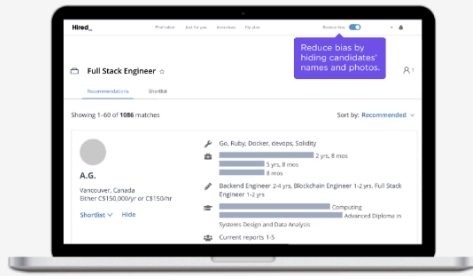 Hired_
Reduce bias by
hiding candidates'
names and photos.
Full Stack Engineer
1
Recommendations Shortlist
Showing 1-60 of 1086 matches
Sort by: Recommended
A.G.
Vancouver, Canada
Either C$150,000/yr or C$150/hr
Shortlist Hide
Go, Ruby, Docker, devops, Solidity
2 yrs, 8 mos
5 yrs, 8 mos
8 mos
Backend Engineer 2-4 yrs, Blockchain Engineer 1-2 yrs, Full Stack
Engineer 1-2 yrs
Computing
Advanced Diploma in
Systems Design and Data Analysis
Current reports 1-5